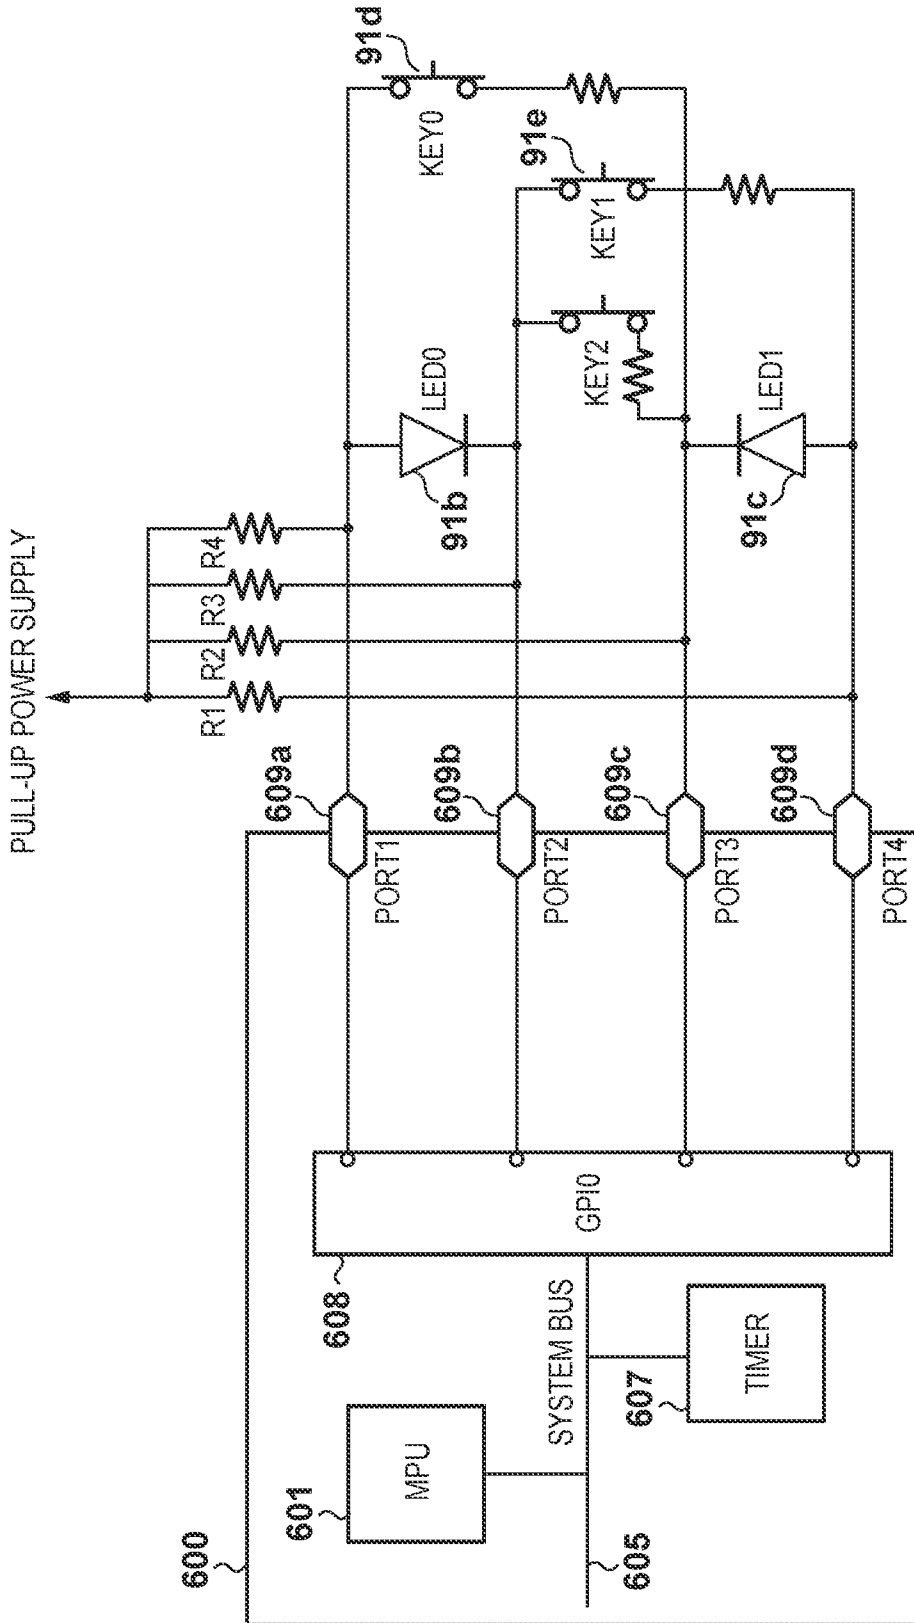 PULL-UP POWER SUPPLY
R1
R2
R3
R4
600
601
MPU
605
SYSTEM BUS
607
TIMER
608
GPI0
609a
PORT1
609b
PORT2
609c
PORT3
609d
PORT4
91b
LED0
91c
LED1
KEY0
91d
KEY1
91e
KEY2